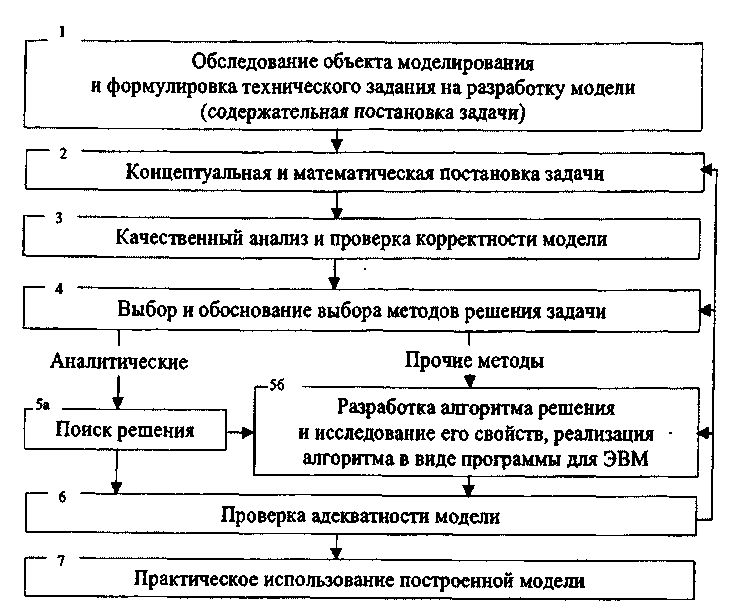 1
Обследование объекта моделирования
и формулировка технического задания на разработку модели
(содержательная постановка задачи)
2
Концептуальная и математическая постановка задачи
3
Качественный анализ и проверка корректности модели
4
Выбор и обоснование выбора методов решения задачи
Аналитические
Прочие методы
5а
Поиск решения
5б
Разработка алгоритма решения
и исследование его свойств, реализация
алгоритма в виде программы для ЭВМ
6
Проверка адекватности модели
7
Практическое использование построенной модели